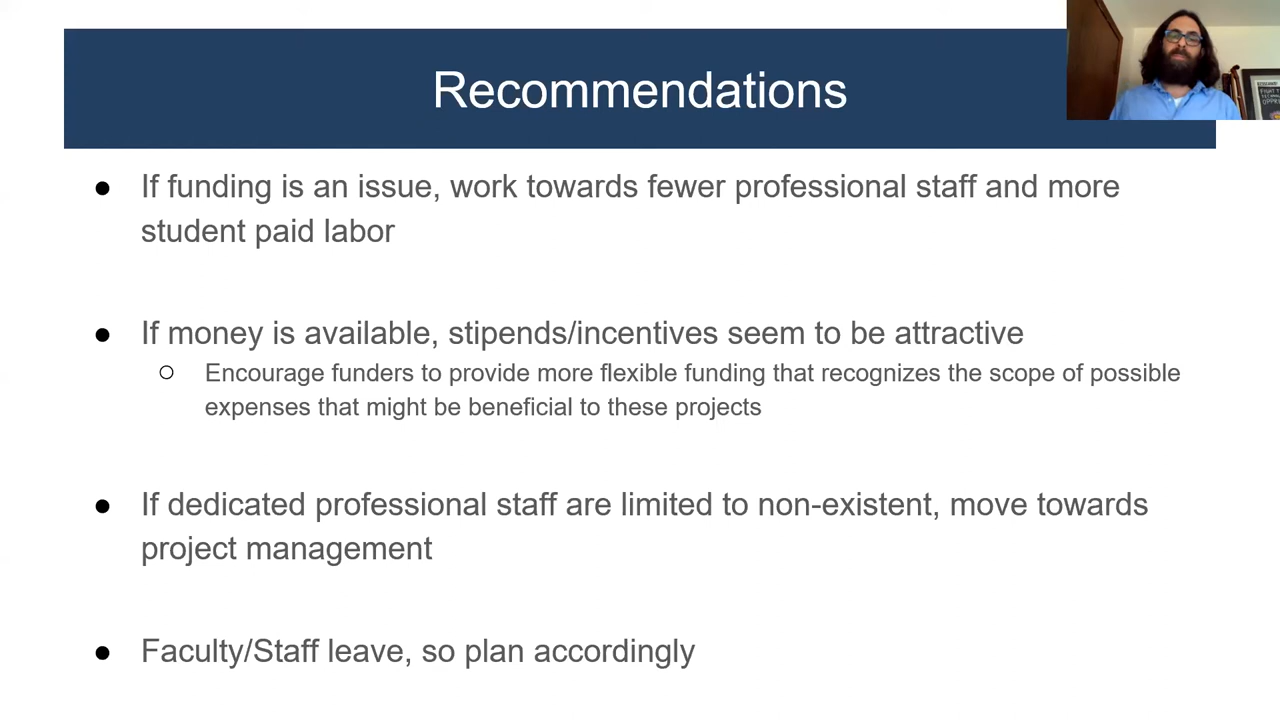 Recommendations
● If funding is an issue, work towards fewer professional staff and more
student paid labor
● If money is available, stipends/incentives seem to be attractive
○ Encourage funders to provide more flexible funding that recognizes the scope of possible
expenses that might be beneficial to these projects
● If dedicated professional staff are limited to non-existent, move towards
project management
● Faculty/Staff leave, so plan accordingly